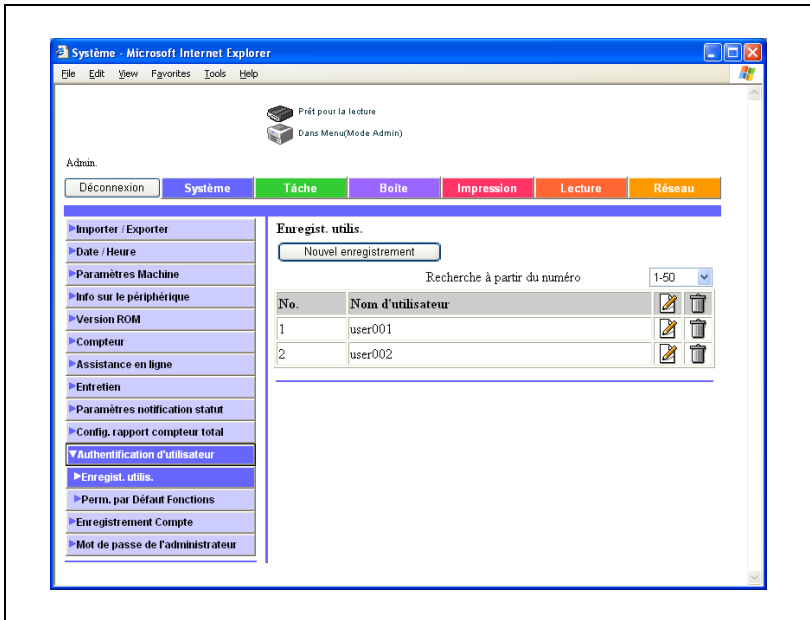 Système - Microsoft Internet Explorer
File Edit View Favorites Tools Help
Prêt pour la lecture
Dans Menu(Mode Admin)
Admin.
Déconnexion Système Tâche Boîte Impression Lecture Réseau
Importer / Exporter
Date / Heure
Paramètres Machine
Info sur le périphérique
Version ROM
Compteur
Assistance en ligne
Entretien
Paramètres notification statut
Config. rapport compteur total
Authentification d'utilisateur
Enregist. utilis.
Perm. par Défaut Fonctions
Enregistrement Compte
Mot de passe de l'administrateur
Enregist. utilis.
Nouvel enregistrement
Recherche à partir du numéro 1-50
No. Nom d'utilisateur
1 user001
2 user002